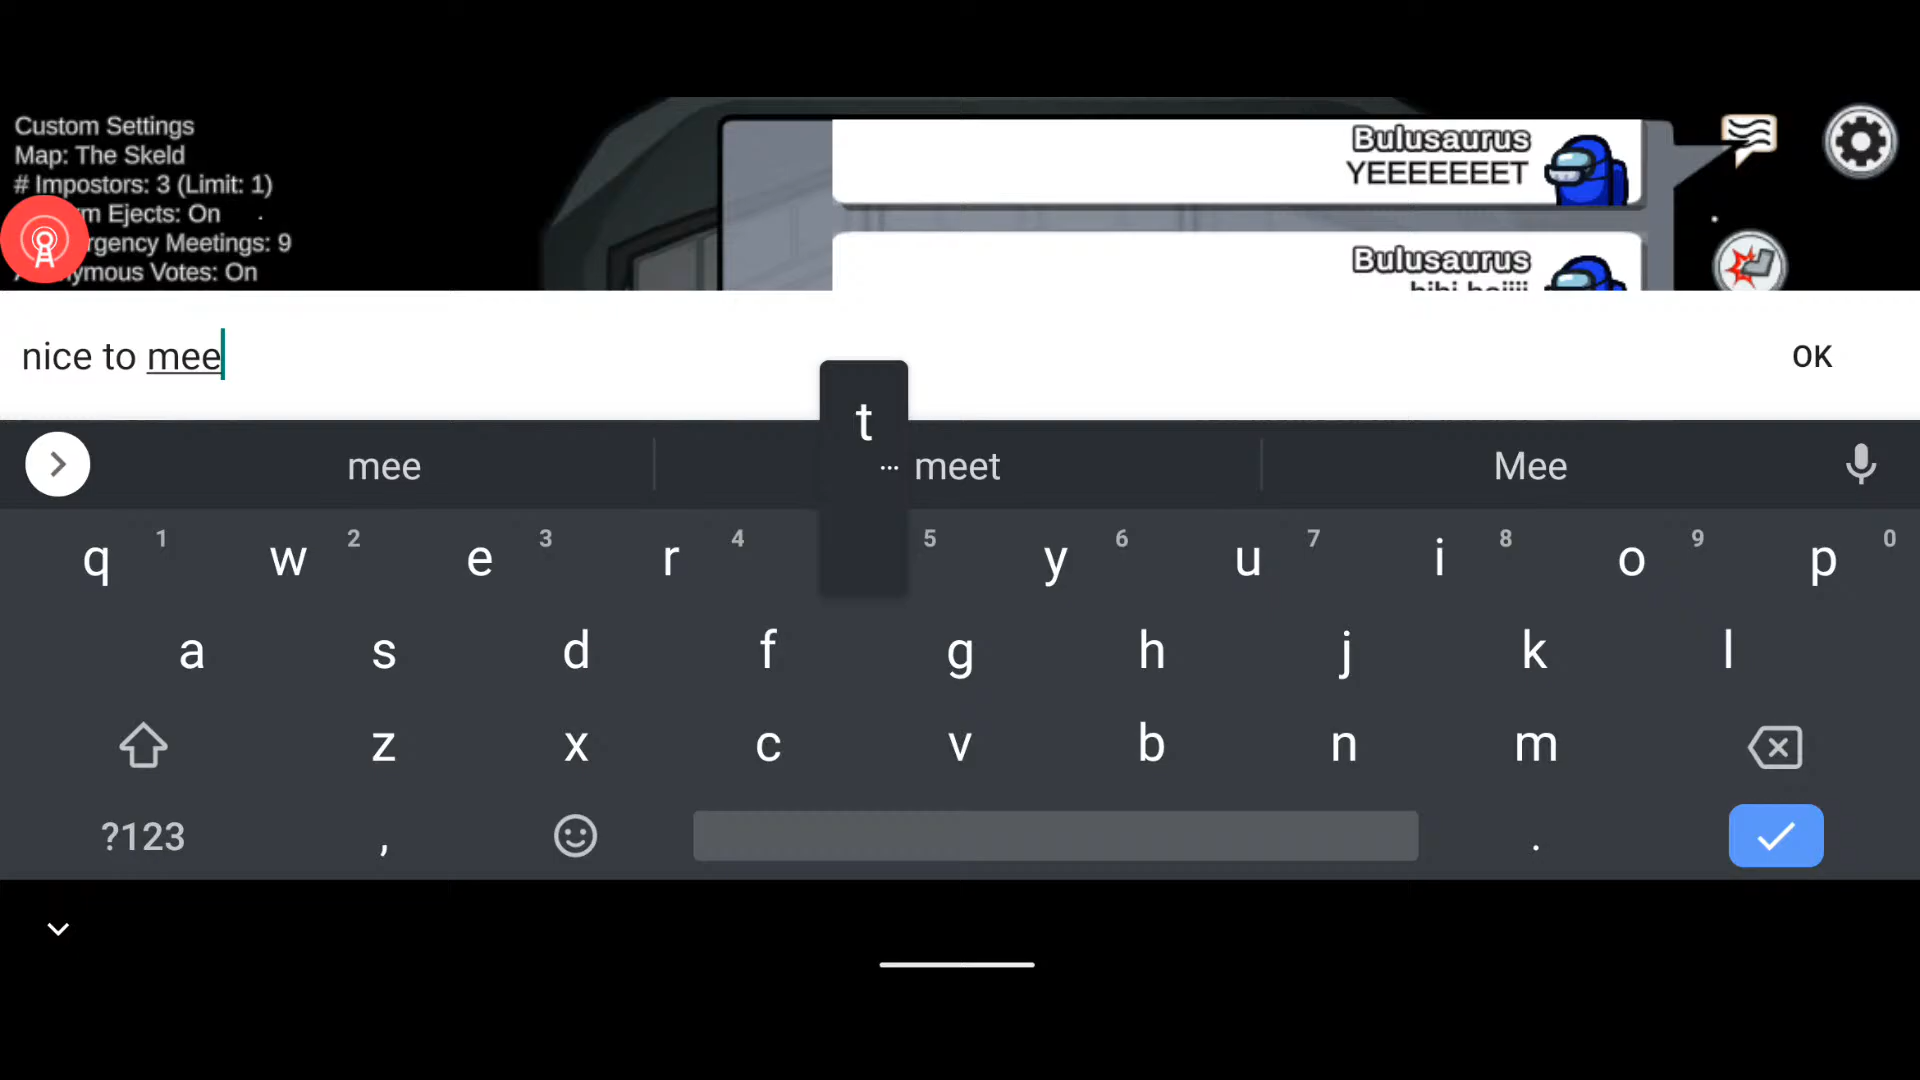 Custom Settings
Map: The Skeld
# Impostors: 3 (Limit: 1)
m Ejects: On
rgency Meetings: 9
nymous Votes: On
Bulusaurus
YEEEEEEET
Bulusaurus
nice to mee
OK
t
mee
... meet
Mee
q 1 w 2 e 3 r 4 5 y 6 u 7 i 8 o 9 p 0
a s d f g h j k l
z x c v b n m
?123 , .